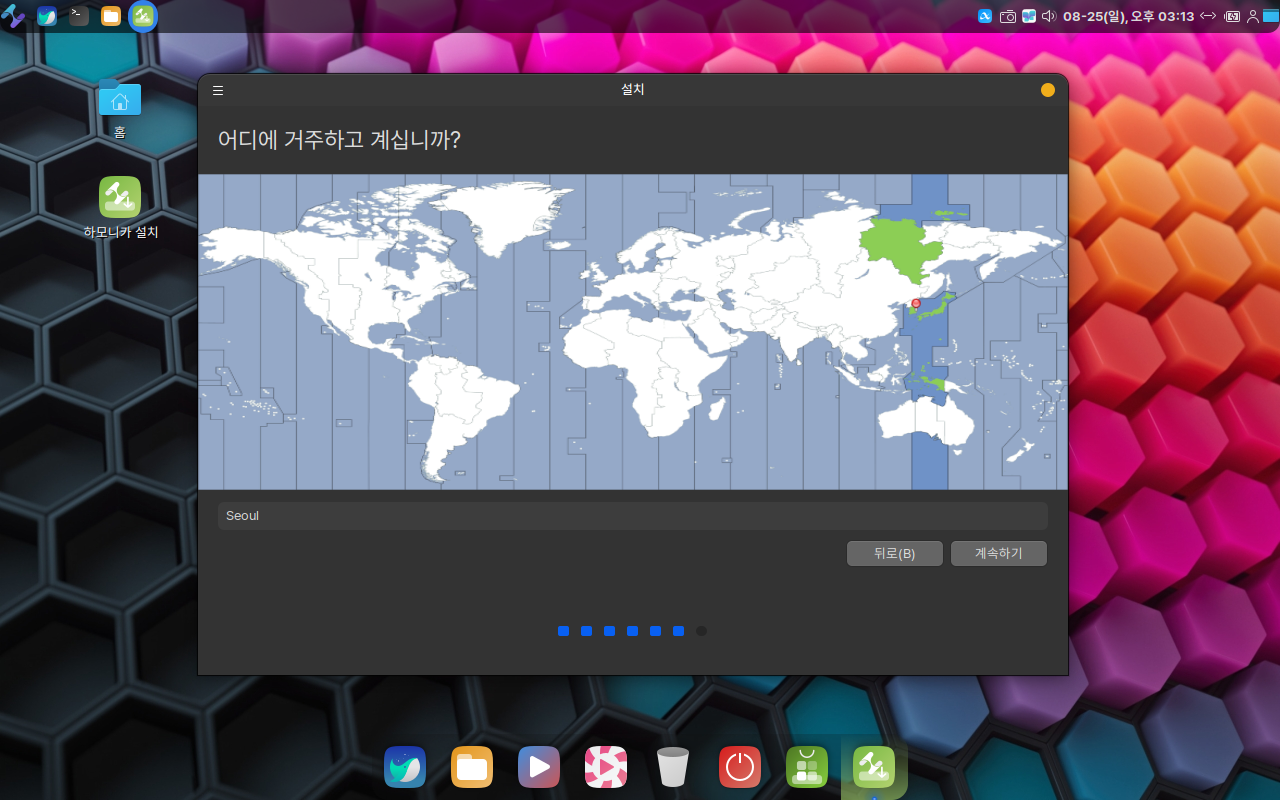 08-25(일), 오후 03:13
설치
홈
하모니카 설치
어디에 거주하고 계십니까?
Seoul
뒤로(B)
계속하기